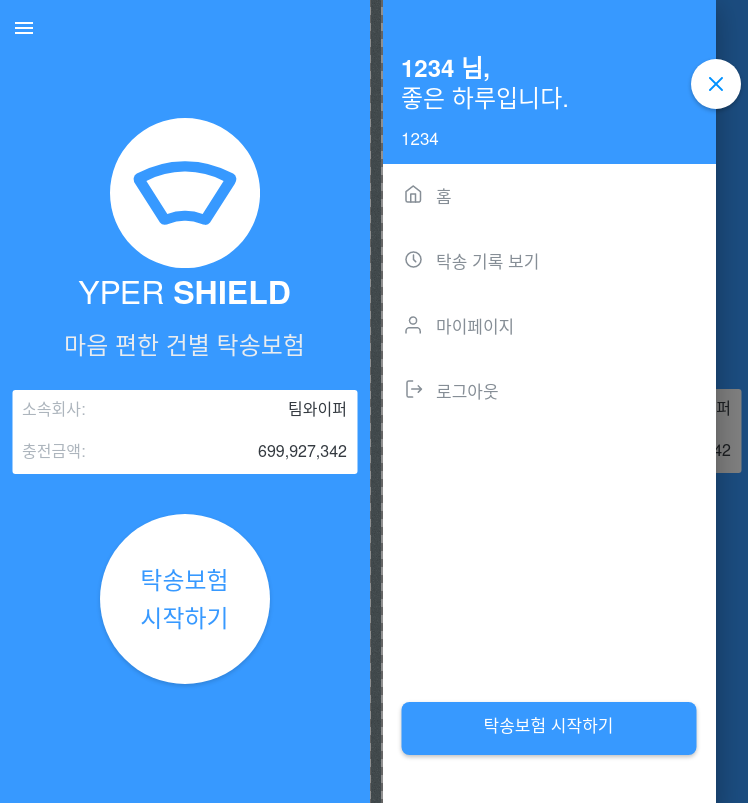 YPER SHIELD
마음 편한 건별 탁송보험
소속회사: 팀와이퍼
충전금액: 699,927,342
탁송보험
시작하기
1234 님,
좋은 하루입니다.
1234
홈
탁송 기록 보기
마이페이지
로그아웃
탁송보험 시작하기
퍼
42